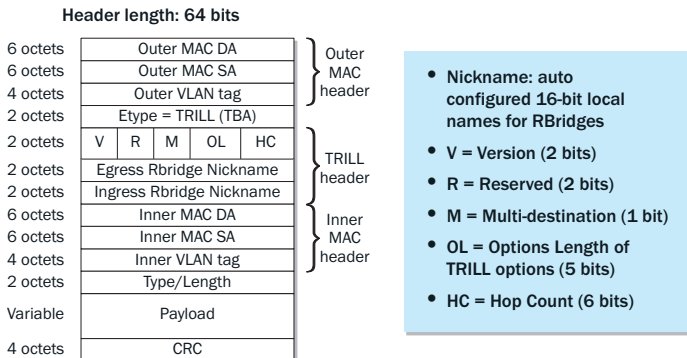 Header length: 64 bits
6 octets Outer MAC DA
6 octets Outer MAC SA
4 octets Outer VLAN tag
Outer
MAC
header
2 octets Etype = TRILL (TBA)
2 octets V R M OL HC
2 octets Egress Rbridge Nickname
2 octets Ingress Rbridge Nickname
TRILL
header
6 octets Inner MAC DA
6 octets Inner MAC SA
4 octets Inner VLAN tag
Inner
MAC
header
2 octets Type/Length
Variable Payload
4 octets CRC
• Nickname: auto
configured 16-bit local
names for RBridges
• V = Version (2 bits)
• R = Reserved (2 bits)
• M = Multi-destination (1 bit)
• OL = Options Length of
TRILL options (5 bits)
• HC = Hop Count (6 bits)